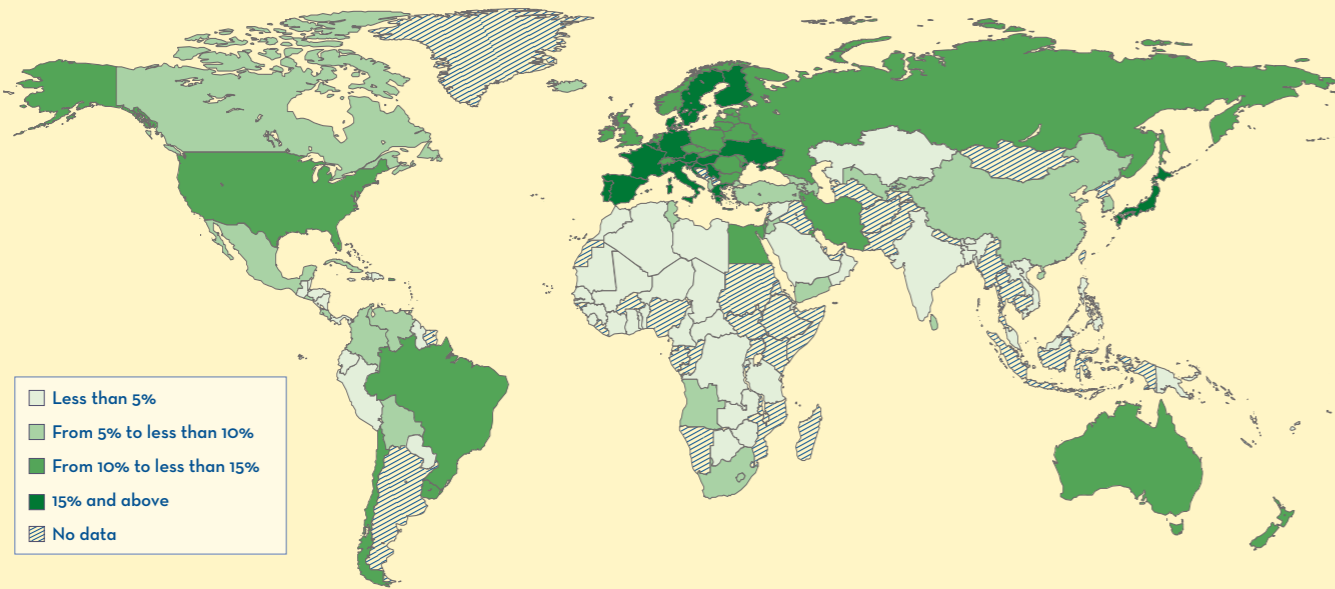 Less than 5%
From 5% to less than 10%
From 10% to less than 15%
15% and above
No data